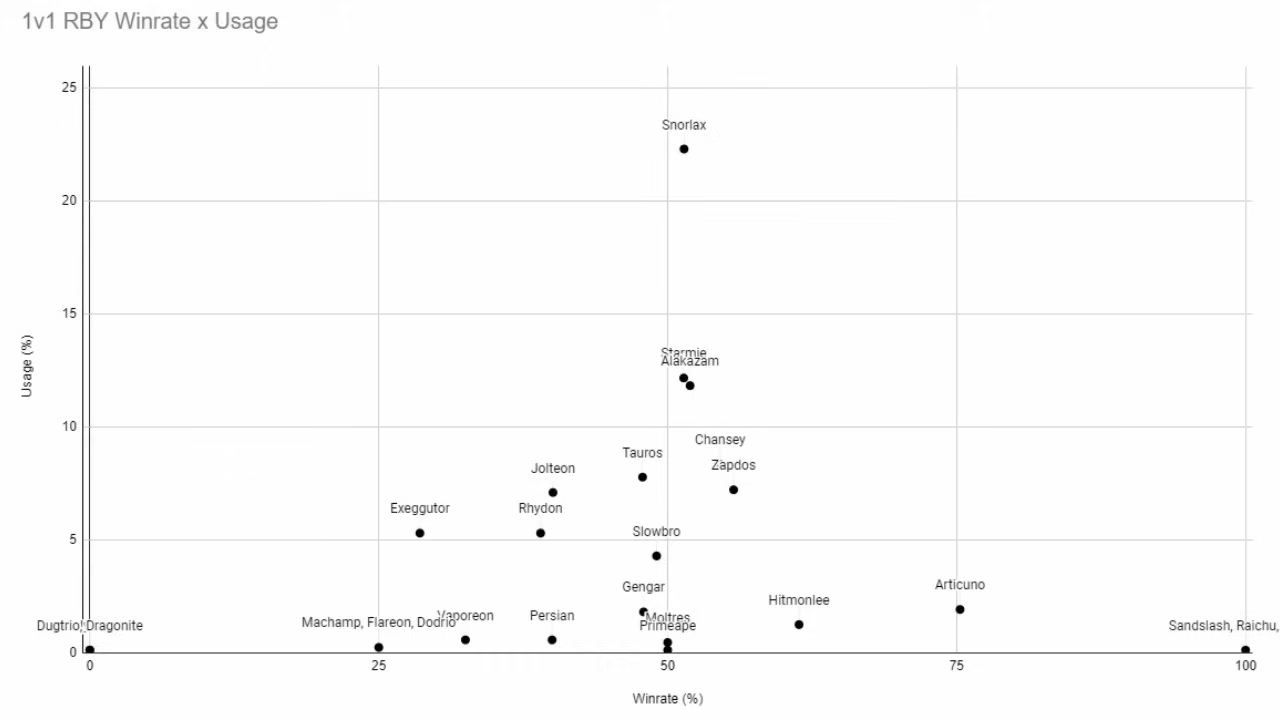 1v1 RBY Winrate x Usage
25
Snorlax
20
15
Starmie
Alakazam
Usage (%)
10
Chansey
Tauros
Zapdos
Jolteon
Exeggutor
Rhydon
Slowbro
5
Gengar
Articuno
Hitmonlee
Moltres
Vaporeon
Persian
Machamp, Flareon, Dodrio
Primeape
Dugtrio, Dragonite
Sandslash, Raichu,
0
0
25
50
75
100
Winrate (%)